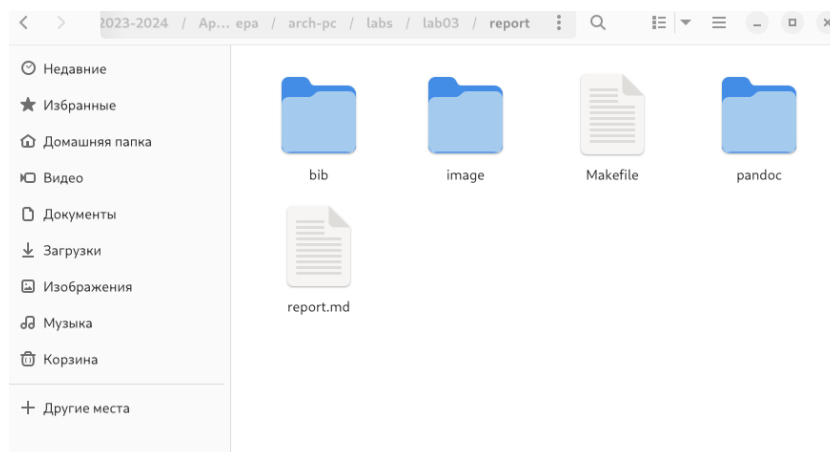 2023-2024 / Ap... ера / arch-pc / labs / lab03 / report
Недавние
Избранные
Домашняя папка
Видео
Документы
Загрузки
Изображения
Музыка
Корзина
Другие места
bib
image
Makefile
pandoc
report.md